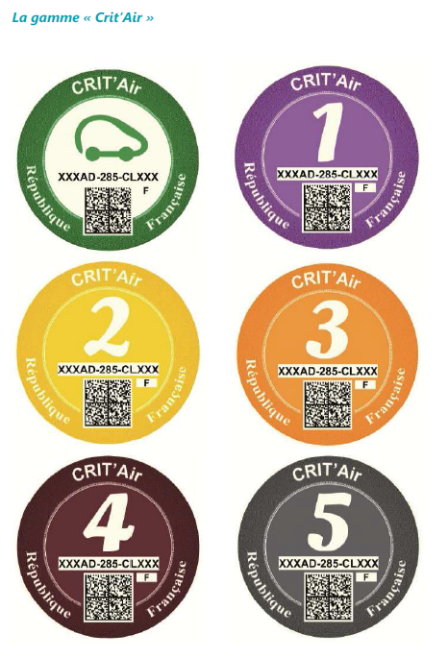 La gamme « Crit’Air »
CRIT’Air
XXXAD-285-CLXXX
F
République Française
CRIT’Air
1
XXXAD-285-CLXXX
F
République Française
CRIT’Air
2
XXXAD-285-CLXXX
F
République Française
CRIT’Air
3
XXXAD-285-CLXXX
F
République Française
CRIT’Air
4
XXXAD-285-CLXXX
F
République Française
CRIT’Air
5
XXXAD-285-CLXXX
F
République Française